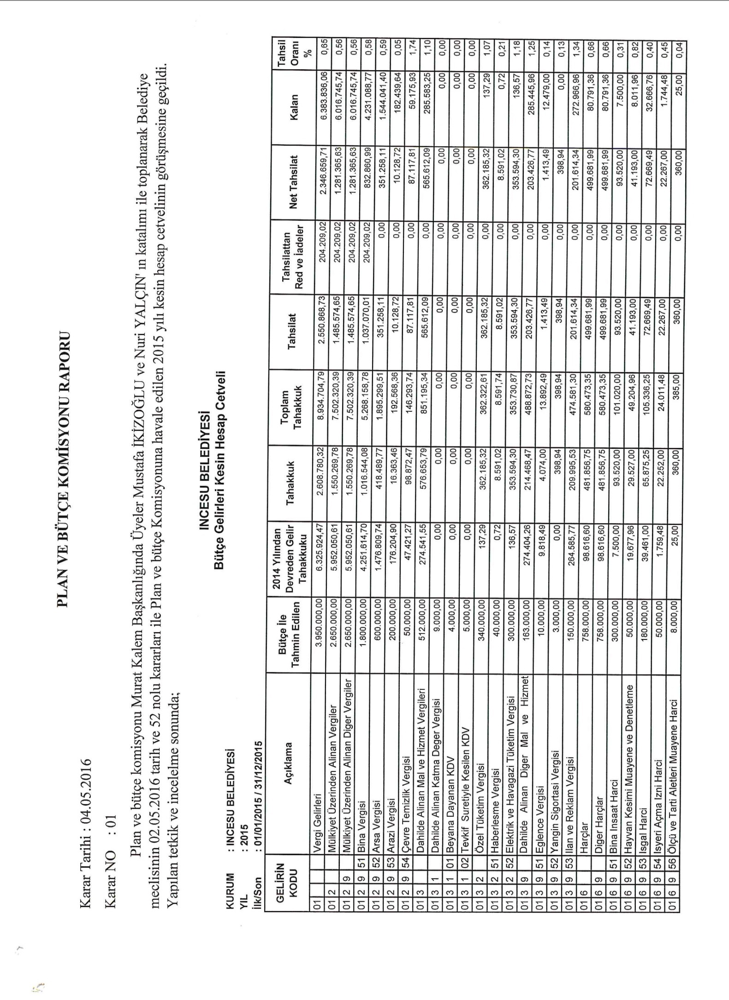 PLAN VE BÜTÇE KOMİSYONU RAPORU
Karar Tarihi : 04.05.2016
Karar NO : 01
Plan ve bütçe komisyonu Murat Kalem Başkanlığında Üyeler Mustafa İKİZOĞLU ve Nuri YALÇIN' ın katalımı ile toplanarak Belediye
meclisinin 02.05.2016 tarih ve 52 nolu kararları ile Plan ve bütçe Komisyonuna havale edilen 2015 yılı kesin hesap cetvelinin görüşmesine geçildi.
Yapılan tetkik ve incelelme sonunda;
INCESU BELEDİYESİ
Bütçe Gelirleri Kesin Hesap Cetveli
KURUM : INCESU BELEDİYESİ
YIL : 2015
İlk/Son : 01/01/2015 / 31/12/2015
GELİRİN KODU Açıklama Bütçe İle Tahmin Edilen 2014 Yılından Devreden Gelir Tahakkuku Tahakkuk Toplam Tahakkuk Tahsilat Tahsilattan Red ve İadeler Net Tahsilat Kalan Tahsil Oranı %
01 Vergi Gelirleri 3.950.000,00 6.325.924,47 2.608.780,32 8.934.704,79 2.550.868,73 204.209,02 2.346.659,71 6.383.836,06 0,65
01 2 Mülkiyet Üzerinden Alinan Vergiler 2.650.000,00 5.952.050,61 1.550.269,78 7.502.320,39 1.485.574,65 204.209,02 1.281.365,63 6.016.745,74 0,56
01 2 9 Mülkiyet Üzerinden Alinan Diger Vergiler 2.650.000,00 5.952.050,61 1.550.269,78 7.502.320,39 1.485.574,65 204.209,02 1.281.365,63 6.016.745,74 0,56
01 2 9 51 Bina Vergisi 1.800.000,00 4.251.614,70 1.016.544,08 5.268.158,78 1.037.070,01 204.209,02 832.860,99 4.231.088,77 0,58
01 2 9 52 Arsa Vergisi 600.000,00 1.476.809,74 418.489,77 1.895.299,51 351.258,11 0,00 351.258,11 1.544.041,40 0,59
01 2 9 53 Arazi Vergisi 200.000,00 176.204,90 16.363,46 192.568,36 10.128,72 0,00 10.128,72 182.439,64 0,05
01 2 9 54 Çevre Temizlik Vergisi 50.000,00 47.421,27 98.872,47 146.293,74 87.117,81 0,00 87.117,81 59.175,93 1,74
01 3 Dahilde Alinan Mal ve Hizmet Vergileri 512.000,00 274.541,55 576.653,79 851.195,34 565.612,09 0,00 565.612,09 285.583,25 1,10
01 3 1 Dahilde Alinan Katma Deger Vergisi 9.000,00 0,00 0,00 0,00 0,00 0,00 0,00 0,00 0,00
01 3 1 01 Beyana Dayanan KDV 4.000,00 0,00 0,00 0,00 0,00 0,00 0,00 0,00 0,00
01 3 1 02 Tevkif Suretiyle Kesilen KDV 5.000,00 0,00 0,00 0,00 0,00 0,00 0,00 0,00 0,00
01 3 2 Özel Tüketim Vergisi 340.000,00 137,29 362.185,32 362.322,61 362.185,32 0,00 362.185,32 137,29 1,07
01 3 2 51 Haberlesme Vergisi 40.000,00 0,72 8.591,02 8.591,74 8.591,02 0,00 8.591,02 0,72 0,21
01 3 2 52 Elektrik ve Havagazi Tüketim Vergisi 300.000,00 136,57 353.594,30 353.730,87 353.594,30 0,00 353.594,30 136,57 1,18
01 3 9 Dahilde Alinan Diger Mal ve Hizmet 163.000,00 274.404,26 214.468,47 488.872,73 203.426,77 0,00 203.426,77 285.445,96 1,25
01 3 9 51 Eglence Vergisi 10.000,00 9.818,49 4.074,00 13.892,49 1.413,49 0,00 1.413,49 12.479,00 0,14
01 3 9 52 Yangin Sigortasi Vergisi 3.000,00 0,00 398,94 398,94 398,94 0,00 398,94 0,00 0,13
01 3 9 53 Ilan ve Reklam Vergisi 150.000,00 264.585,77 209.995,53 474.581,30 201.614,34 0,00 201.614,34 272.966,96 1,34
01 6 Harçlar 758.000,00 98.616,60 481.856,75 580.473,35 499.681,99 0,00 499.681,99 80.791,36 0,66
01 6 9 Diger Harçlar 758.000,00 98.616,60 481.856,75 580.473,35 499.681,99 0,00 499.681,99 80.791,36 0,66
01 6 9 51 Bina Insaat Harci 300.000,00 7.500,00 93.520,00 101.020,00 93.520,00 0,00 93.520,00 7.500,00 0,31
01 6 9 52 Hayvan Kesimi Muayene ve Denetleme 50.000,00 19.677,96 29.527,00 49.204,96 41.193,00 0,00 41.193,00 8.011,96 0,82
01 6 9 53 Isgal Harci 180.000,00 39.461,00 65.875,25 105.336,25 72.669,49 0,00 72.669,49 32.666,76 0,40
01 6 9 54 Isyeri Açma Izni Harci 50.000,00 1.759,48 22.252,00 24.011,48 22.267,00 0,00 22.267,00 1.744,48 0,45
01 6 9 56 Ölçü ve Tarti Aletleri Muayene Harci 8.000,00 25,00 360,00 385,00 360,00 0,00 360,00 25,00 0,04